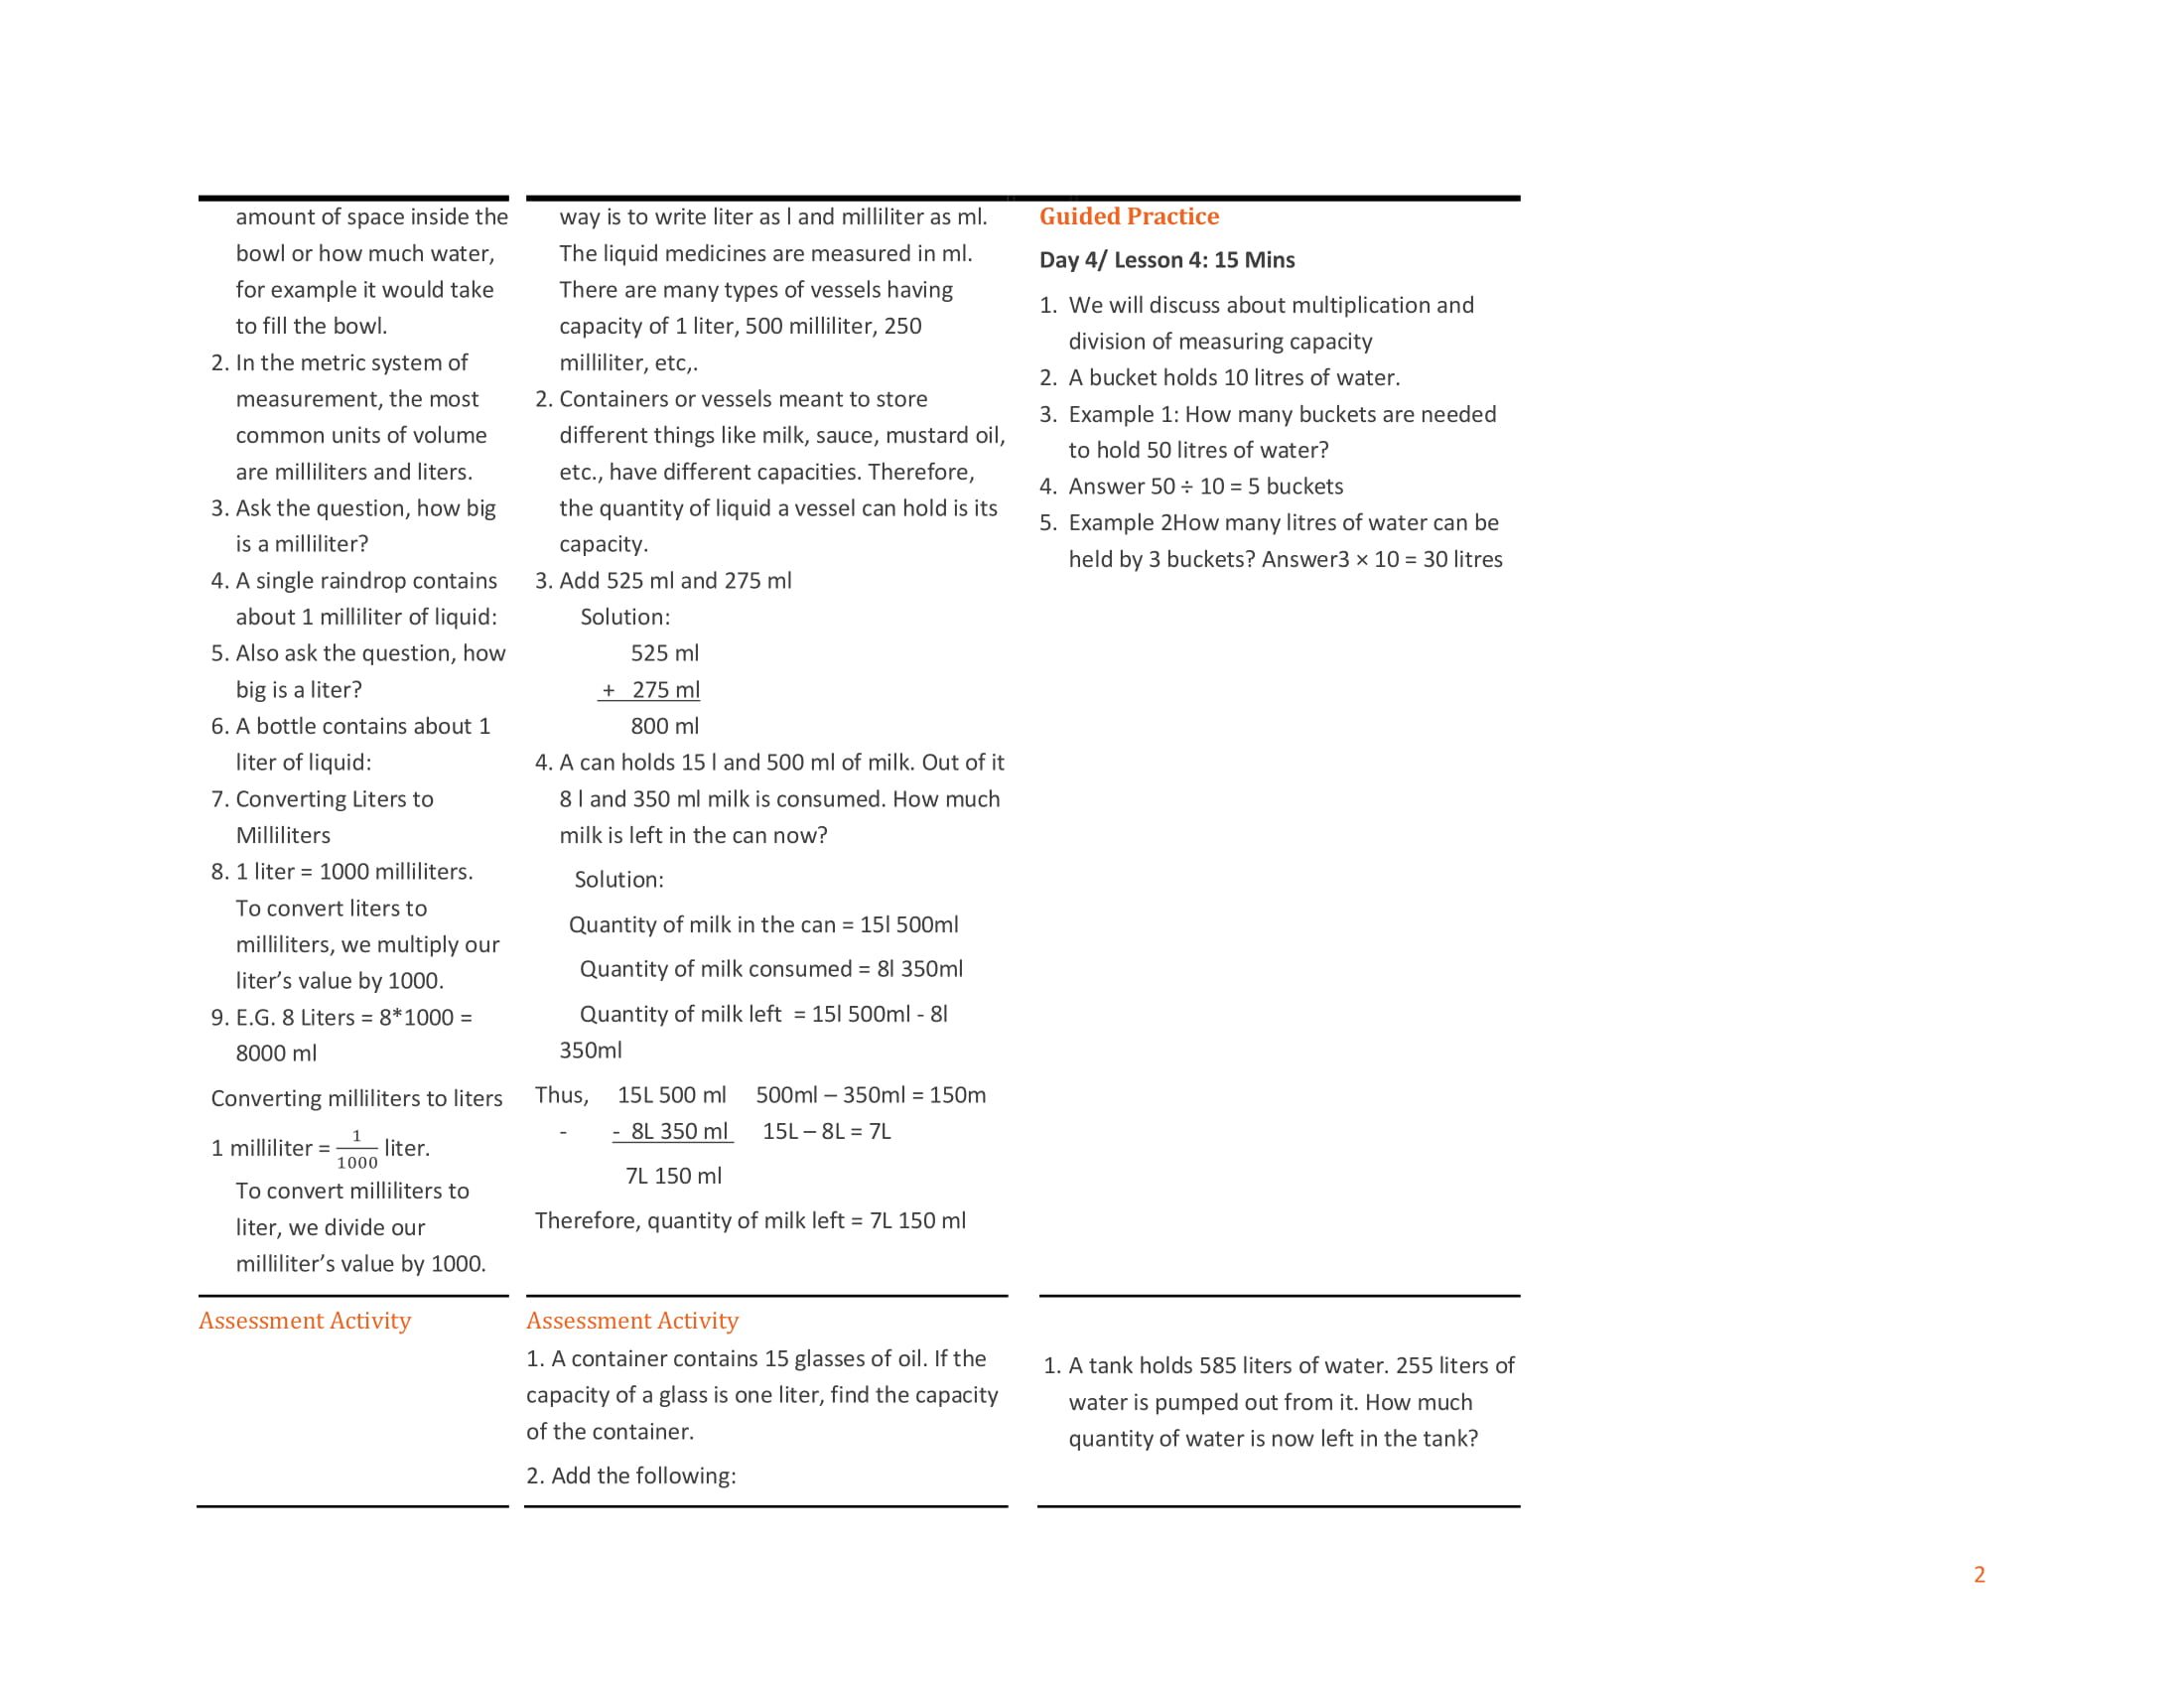 amount of space inside the
bowl or how much water,
for example it would take
to fill the bowl.
2. In the metric system of
measurement, the most
common units of volume
are milliliters and liters.
3. Ask the question, how big
is a milliliter?
4. A single raindrop contains
about 1 milliliter of liquid:
5. Also ask the question, how
big is a liter?
6. A bottle contains about 1
liter of liquid:
7. Converting Liters to
Milliliters
8. 1 liter = 1000 milliliters.
To convert liters to
milliliters, we multiply our
liter’s value by 1000.
9. E.G. 8 Liters = 8*1000 =
8000 ml
Converting milliliters to liters
1 milliliter = 1/1000 liter.
To convert milliliters to
liter, we divide our
milliliter’s value by 1000.
way is to write liter as l and milliliter as ml.
The liquid medicines are measured in ml.
There are many types of vessels having
capacity of 1 liter, 500 milliliter, 250
milliliter, etc,.
2. Containers or vessels meant to store
different things like milk, sauce, mustard oil,
etc., have different capacities. Therefore,
the quantity of liquid a vessel can hold is its
capacity.
3. Add 525 ml and 275 ml
Solution:
525 ml
+ 275 ml
800 ml
4. A can holds 15 l and 500 ml of milk. Out of it
8 l and 350 ml milk is consumed. How much
milk is left in the can now?
Solution:
Quantity of milk in the can = 15l 500ml
Quantity of milk consumed = 8l 350ml
Quantity of milk left = 15l 500ml - 8l
350ml
Thus, 15L 500 ml 500ml – 350ml = 150m
- - 8L 350 ml 15L – 8L = 7L
7L 150 ml
Therefore, quantity of milk left = 7L 150 ml
Guided Practice
Day 4/ Lesson 4: 15 Mins
1. We will discuss about multiplication and
division of measuring capacity
2. A bucket holds 10 litres of water.
3. Example 1: How many buckets are needed
to hold 50 litres of water?
4. Answer 50 ÷ 10 = 5 buckets
5. Example 2How many litres of water can be
held by 3 buckets? Answer3 × 10 = 30 litres
Assessment Activity
Assessment Activity
1. A container contains 15 glasses of oil. If the
capacity of a glass is one liter, find the capacity
of the container.
2. Add the following:
1. A tank holds 585 liters of water. 255 liters of
water is pumped out from it. How much
quantity of water is now left in the tank?
2